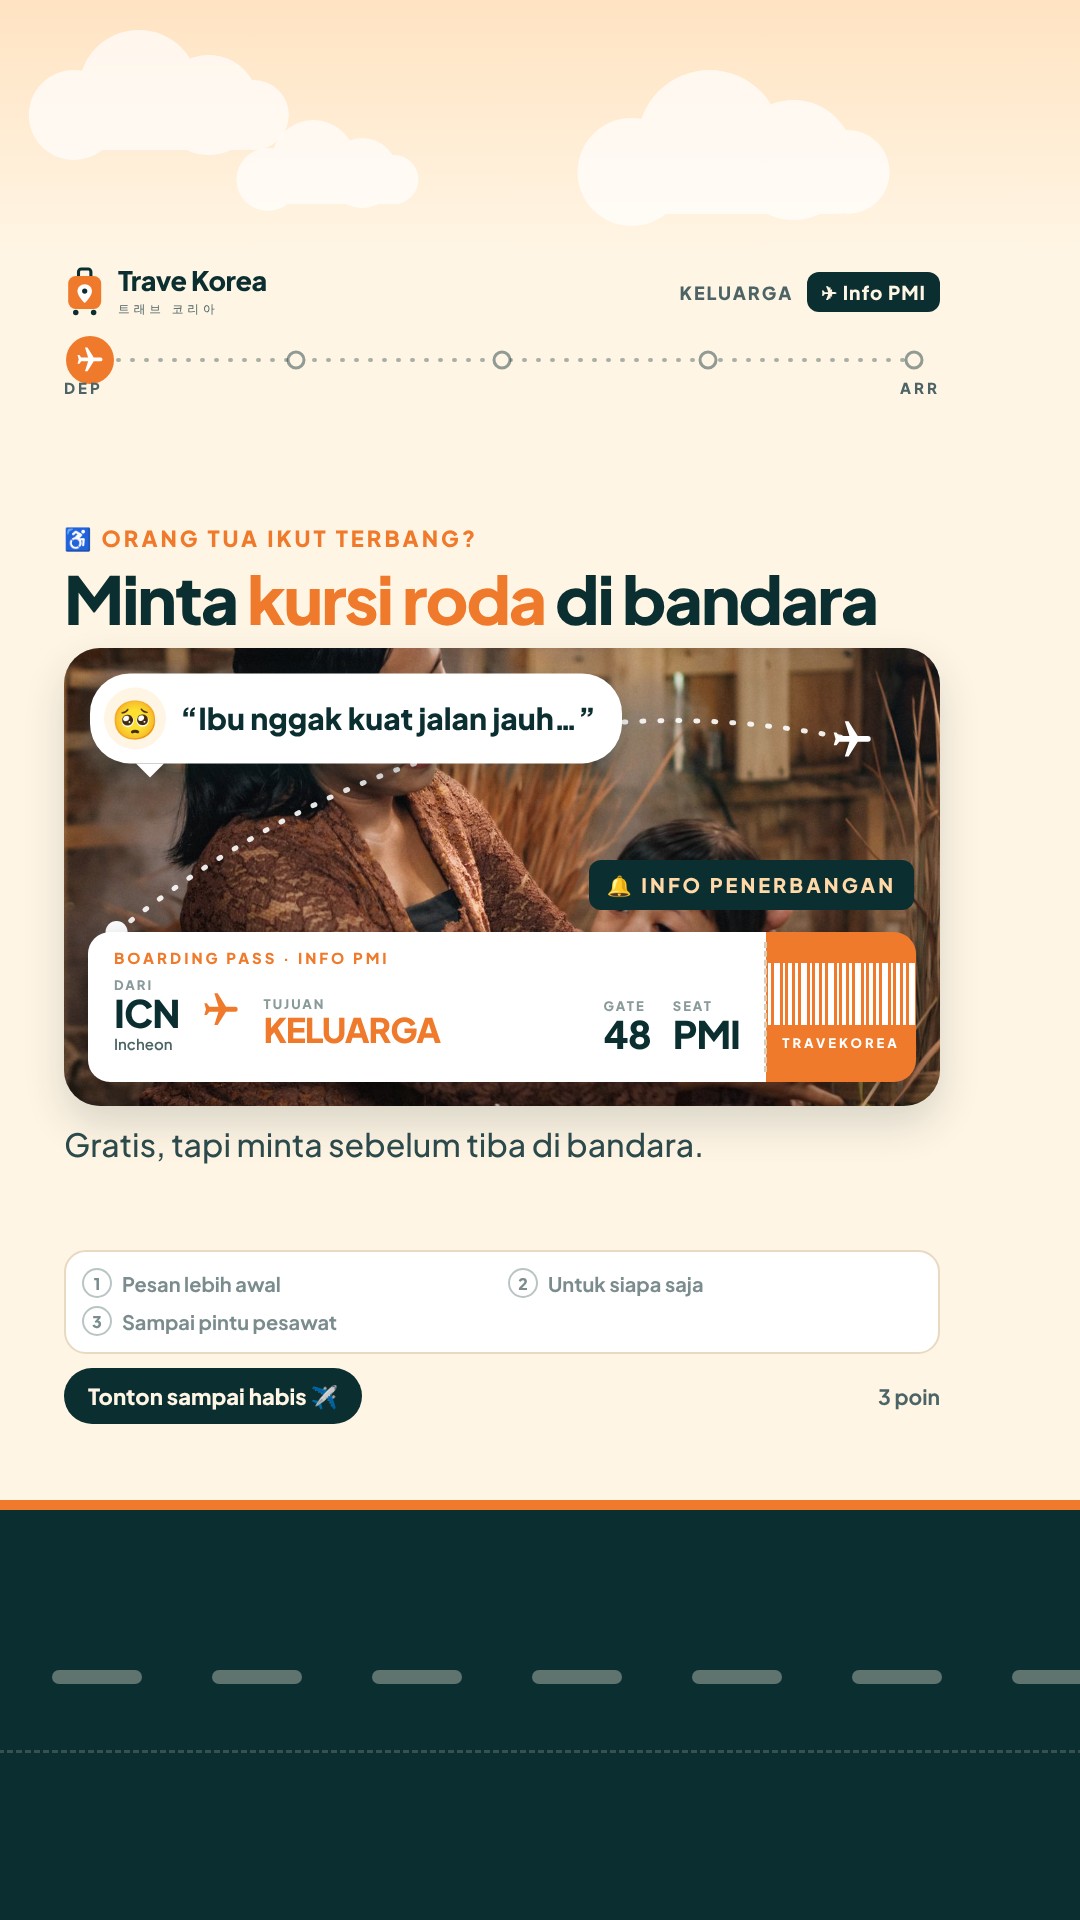 Trave Korea
트래브 코리아
KELUARGA
✈ Info PMI
DEP
ARR
♿ ORANG TUA IKUT TERBANG?
Minta kursi roda di bandara
🥺 “Ibu nggak kuat jalan jauh…”
🔔 INFO PENERBANGAN
BOARDING PASS · INFO PMI
DARI
ICN
Incheon
TUJUAN
KELUARGA
GATE
48
SEAT
PMI
TRAVEKOREA
Gratis, tapi minta sebelum tiba di bandara.
1 Pesan lebih awal
2 Untuk siapa saja
3 Sampai pintu pesawat
Tonton sampai habis ✈️
3 poin